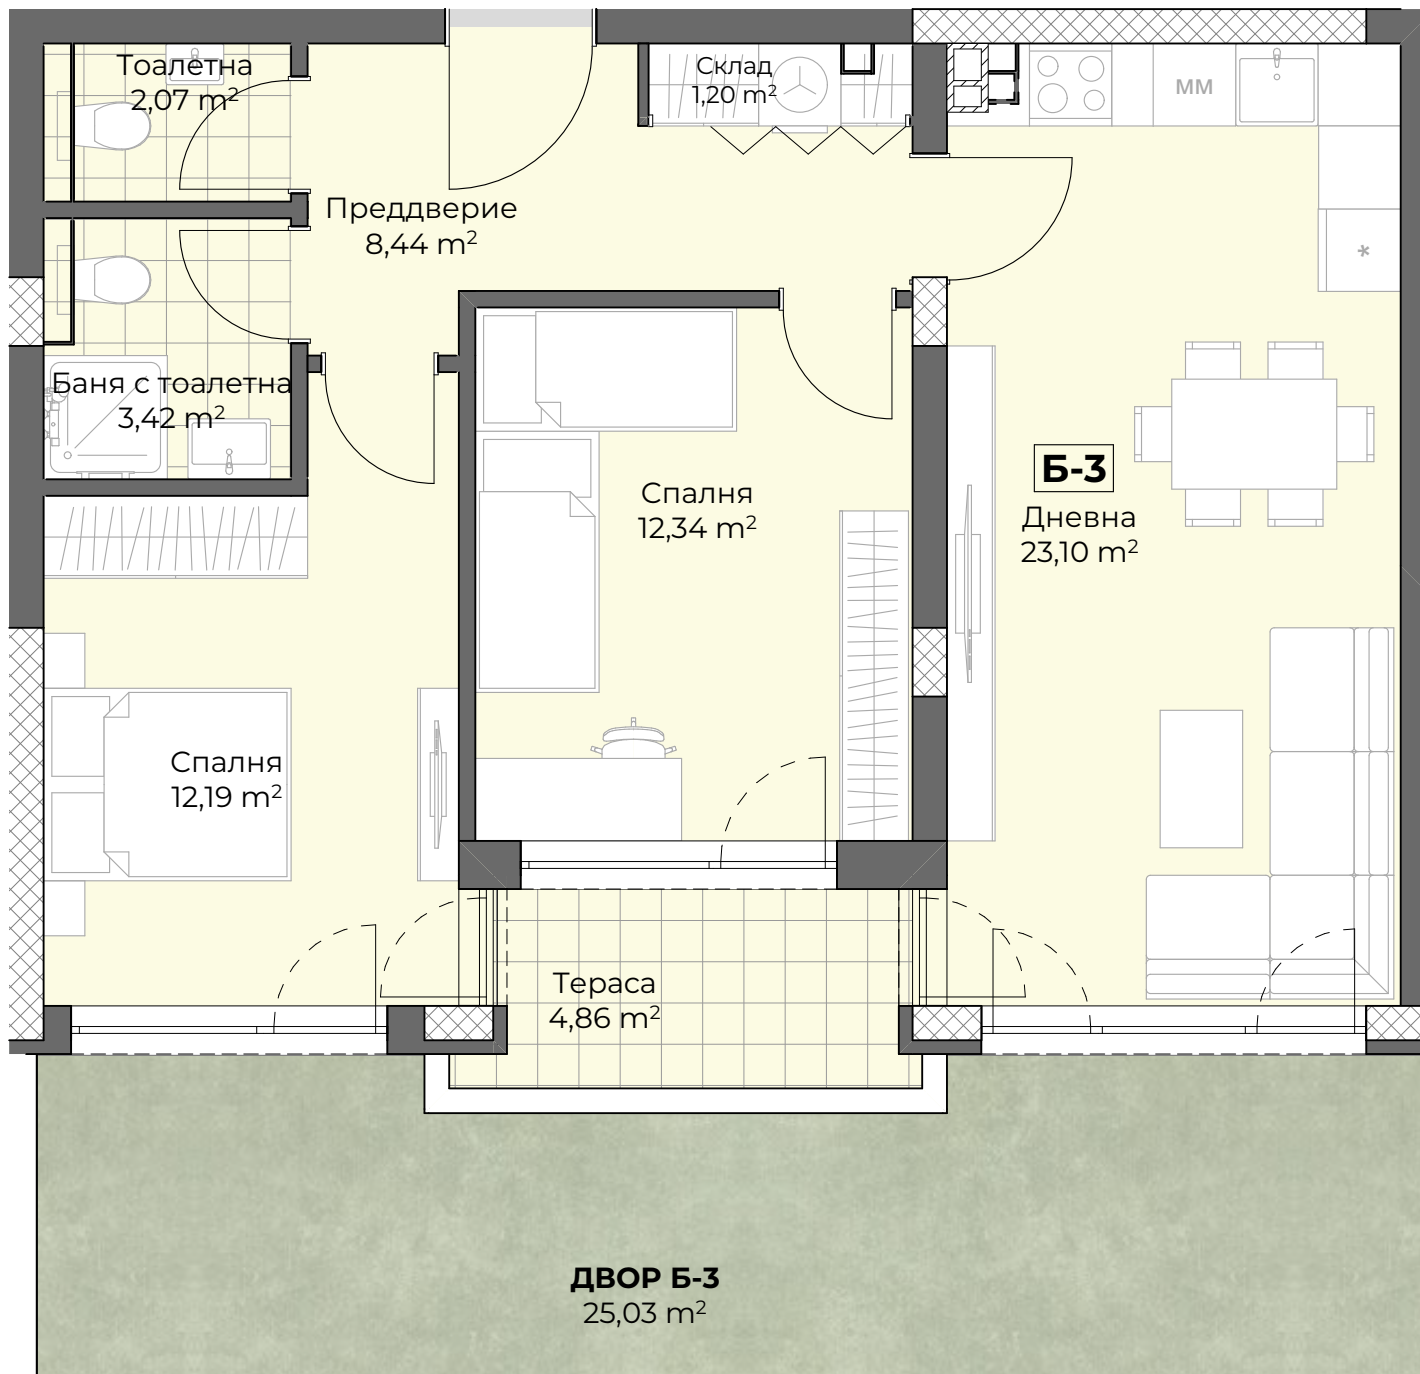 Тоалетна
2,07 m²
Склад
1,20 m²
мм
Преддверие
8,44 m²
*
Баня с тоалетна
3,42 m²
Спалня
12,34 m²
Б-3
Дневна
23,10 m²
Спалня
12,19 m²
Тераса
4,86 m²
ДВОР Б-3
25,03 m²